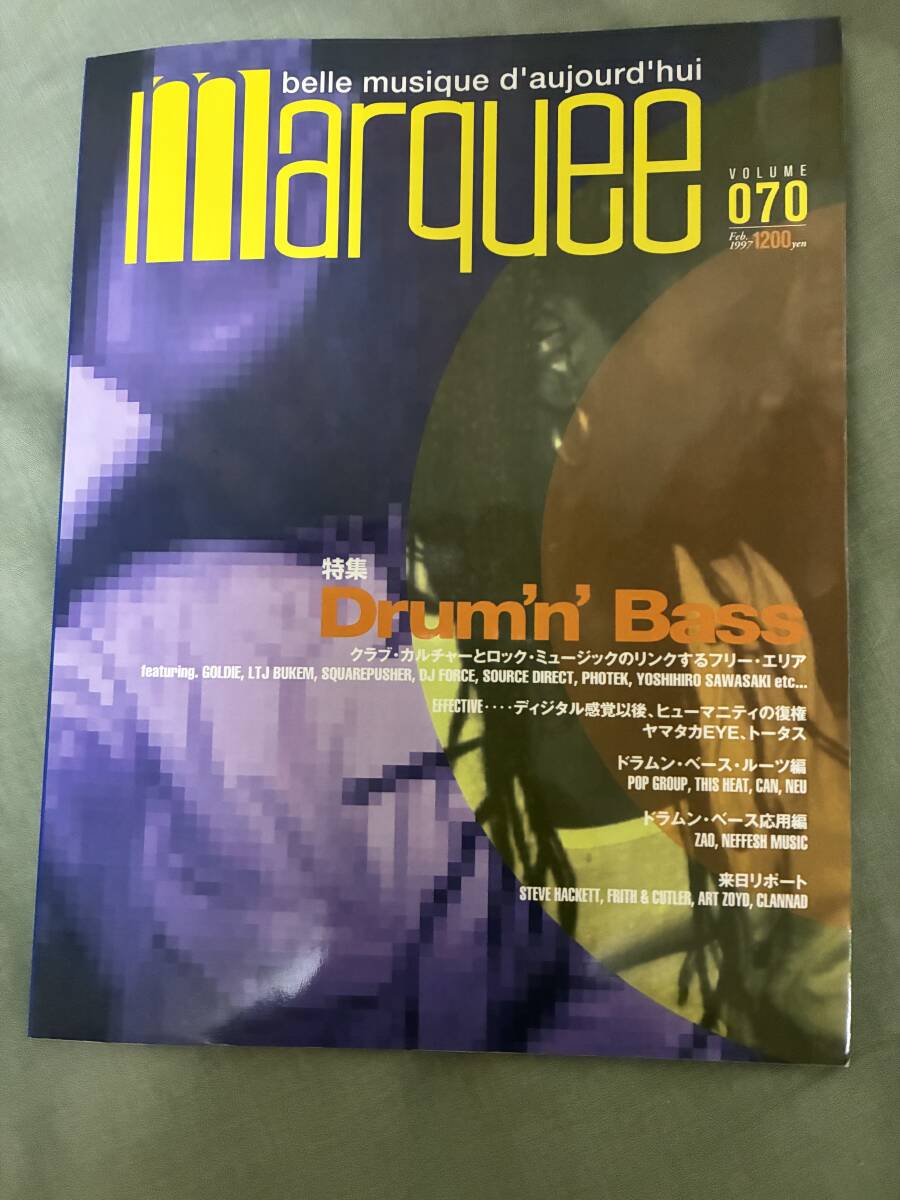 belle musique d'aujourd'hui
marquee
VOLUME
070
Feb. 1997 1200yen
特集
Drum'n' Bass
クラブ・カルチャーとロック・ミュージックのリンクするフリー・エリア
featuring. GOLDIE, LTJ BUKEM, SQUAREPUSHER, DJ FORCE, SOURCE DIRECT, PHOTEK, YOSHIHIRO SAWASAKI etc...
EFFECTIVE････ディジタル感覚以後、ヒューマニティの復権
ヤマタカEYE、トータス
ドラムン・ベース・ルーツ編
POP GROUP, THIS HEAT, CAN, NEU
ドラムン・ベース応用編
ZAO, NEFFESH MUSIC
来日リポート
STEVE HACKETT, FRITH & CUTLER, ART ZOYD, CLANNAD